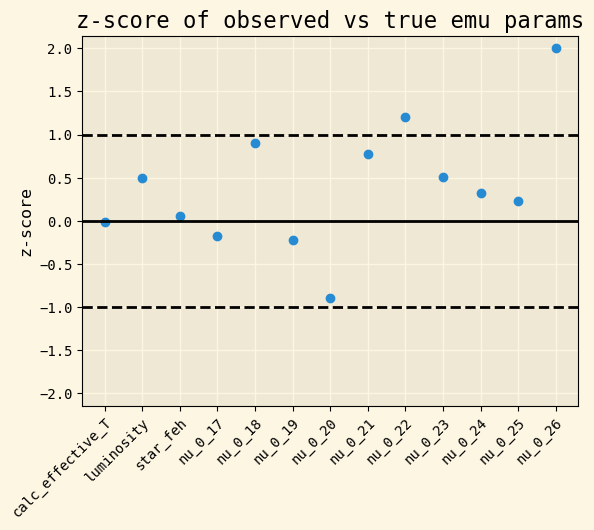 z-score of observed vs true emu params
z-score
2.0
1.5
1.0
0.5
0.0
−0.5
−1.0
−1.5
−2.0
calc_effective_T
luminosity
star_feh
nu_0_17
nu_0_18
nu_0_19
nu_0_20
nu_0_21
nu_0_22
nu_0_23
nu_0_24
nu_0_25
nu_0_26